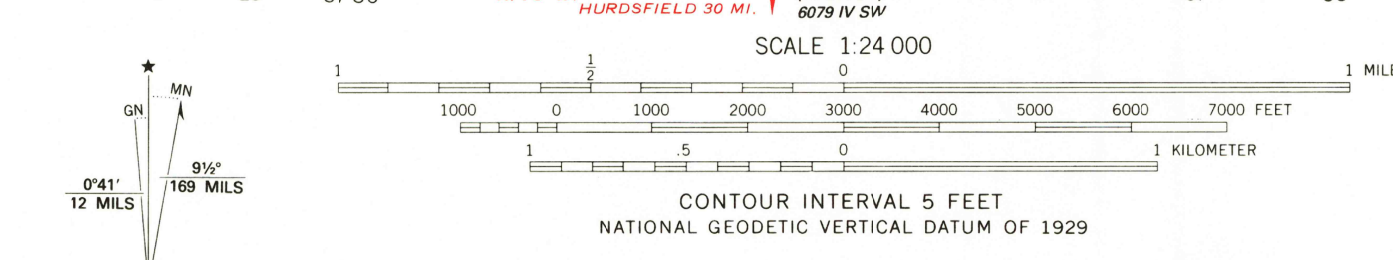 HURDSFIELD 30 MI.
6079 IV SW
SCALE 1:24 000
1 1/2 0 1 MILE
1000 0 1000 2000 3000 4000 5000 6000 7000 FEET
1 .5 0 1 KILOMETER
CONTOUR INTERVAL 5 FEET
NATIONAL GEODETIC VERTICAL DATUM OF 1929
★
GN MN
0°41′ 9½°
12 MILS 169 MILS